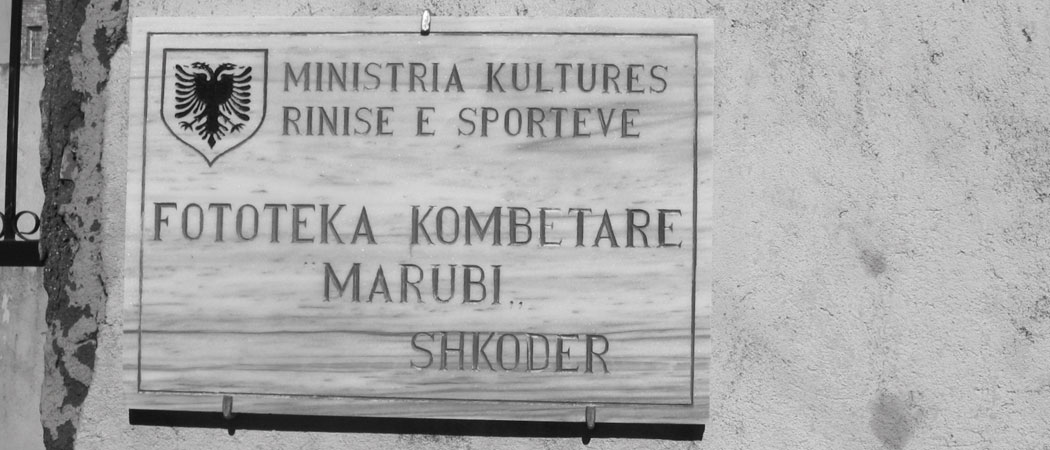 MINISTRIA KULTURES
RINISE E SPORTEVE
FOTOTEKA KOMBETARE
"MARUBI,,
SHKODER